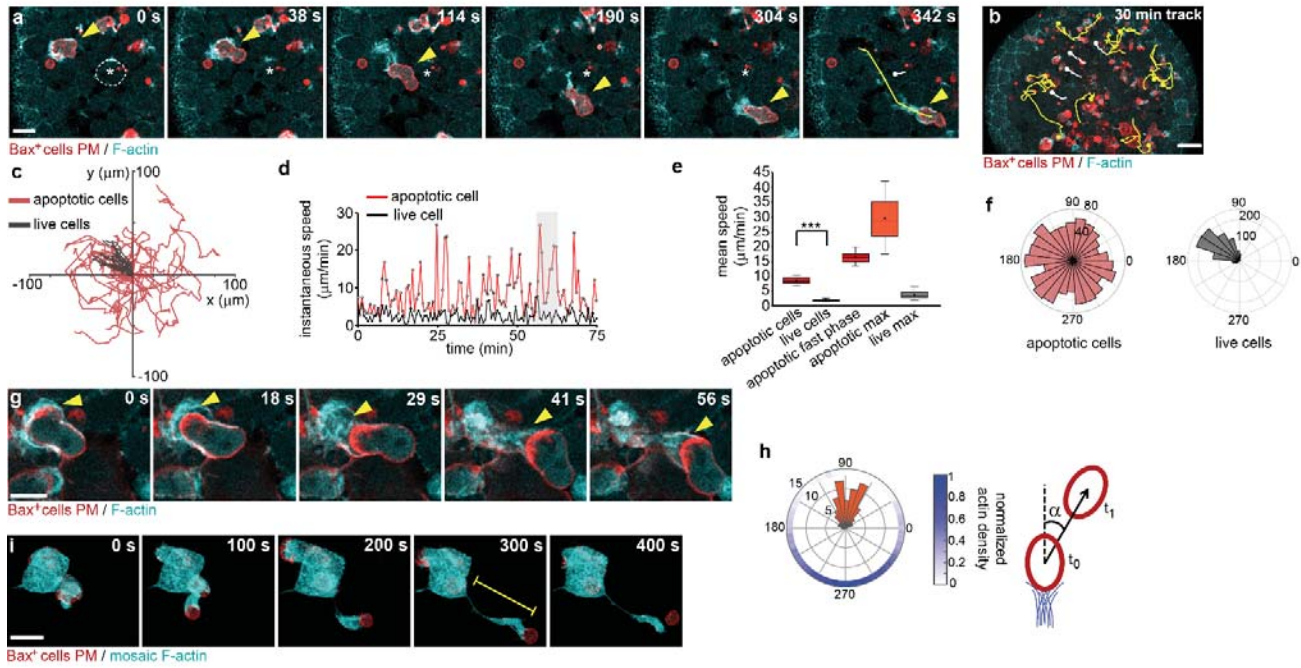 a
0 s
38 s
114 s
190 s
304 s
342 s
*
*
*
*
*
Bax+ cells PM / F-actin
b
30 min track
Bax+ cells PM / F-actin
c
y (µm)
100
apoptotic cells
live cells
-100
100
x (µm)
-100
d
apoptotic cell
live cell
instantaneous speed
(µm/min)
30
20
10
0
0
25
50
75
time (min)
e
mean speed
(µm/min)
45
40
35
30
25
20
15
10
5
0
***
apoptotic cells
live cells
apoptotic fast phase
apoptotic max
live max
f
90
80
40
180
0
270
apoptotic cells
90
200
100
180
0
270
live cells
g
0 s
18 s
29 s
41 s
56 s
Bax+ cells PM / F-actin
h
90
15
10
5
180
0
270
1
0.8
0.6
0.4
0.2
0
normalized
actin density
α
t1
t0
i
0 s
100 s
200 s
300 s
400 s
Bax+ cells PM / mosaic F-actin